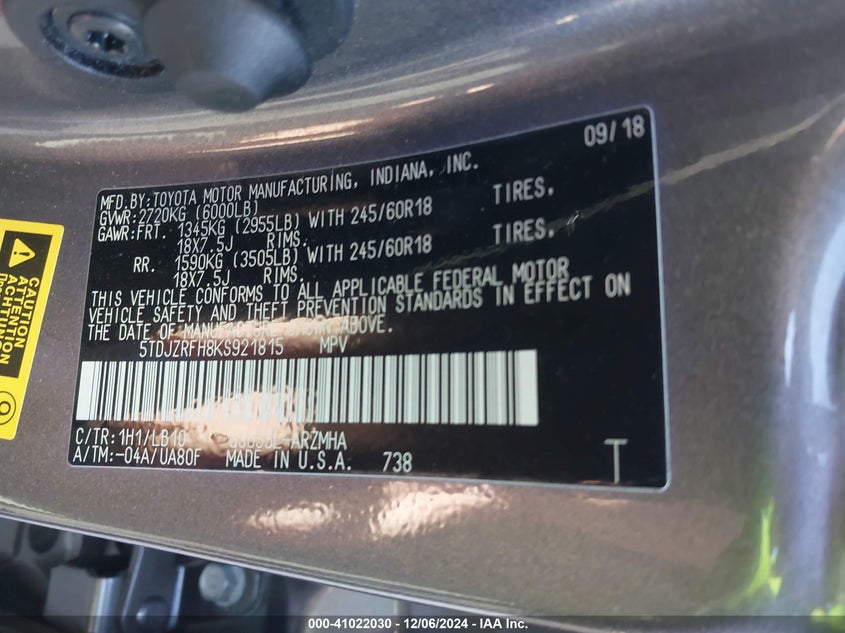 09/18
MFD.BY:TOYOTA MOTOR MANUFACTURING, INDIANA, INC.
GVWR:2720KG (6000LB)
GAWR:FRT. 1345KG (2955LB) WITH 245/60R18 TIRES,
18X7.5J RIMS.
RR. 1590KG (3505LB) WITH 245/60R18 TIRES,
18X7.5J RIMS.
THIS VEHICLE CONFORMS TO ALL APPLICABLE FEDERAL MOTOR
VEHICLE SAFETY AND THEFT PREVENTION STANDARDS IN EFFECT ON
THE DATE OF MANUFACTURE SHOWN ABOVE.
5TDJZRFH8KS921815 MPV
C/TR:1H1/LB10 -ARZMHA
A/TM:-04A/UA80F MADE IN U.S.A. 738
T
CAUTION
ATTENTION
ACHTUNG
000-41022030 - 12/06/2024 - IAA Inc.